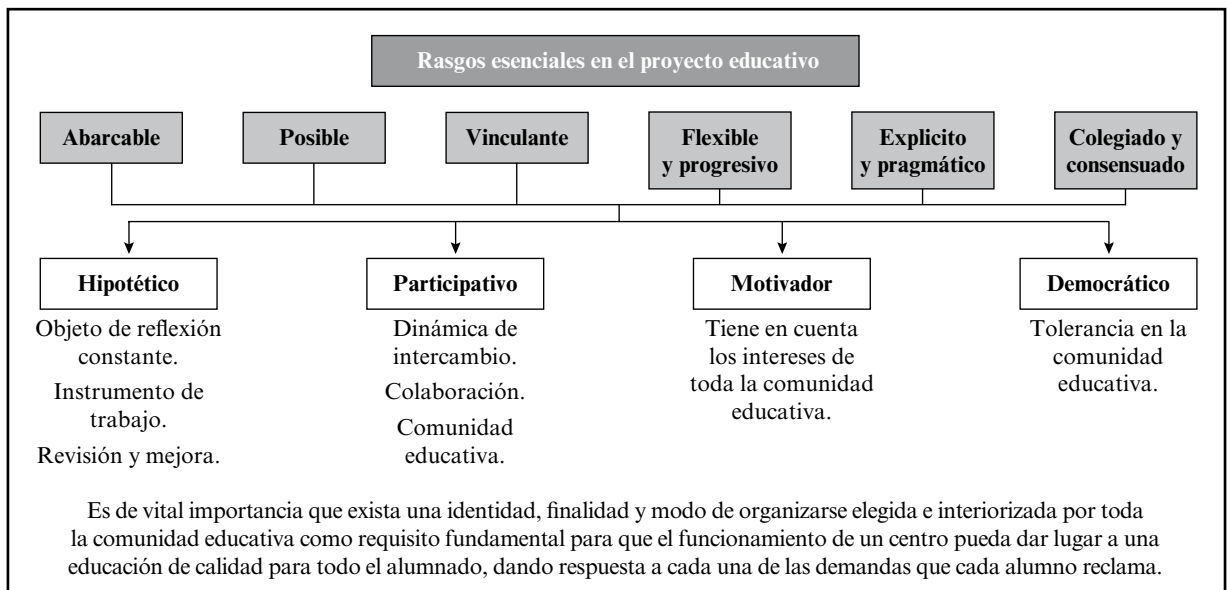 Rasgos esenciales en el proyecto educativo
Abarcable
Posible
Vinculante
Flexible
y progresivo
Explicito
y pragmático
Colegiado y
consensuado
Hipotético
Objeto de reflexión
constante.
Instrumento de
trabajo.
Revisión y mejora.
Participativo
Dinámica de
intercambio.
Colaboración.
Comunidad
educativa.
Motivador
Tiene en cuenta
los intereses de
toda la comunidad
educativa.
Democrático
Tolerancia en la
comunidad
educativa.
Es de vital importancia que exista una identidad, finalidad y modo de organizarse elegida e interiorizada por toda
la comunidad educativa como requisito fundamental para que el funcionamiento de un centro pueda dar lugar a una
educación de calidad para todo el alumnado, dando respuesta a cada una de las demandas que cada alumno reclama.